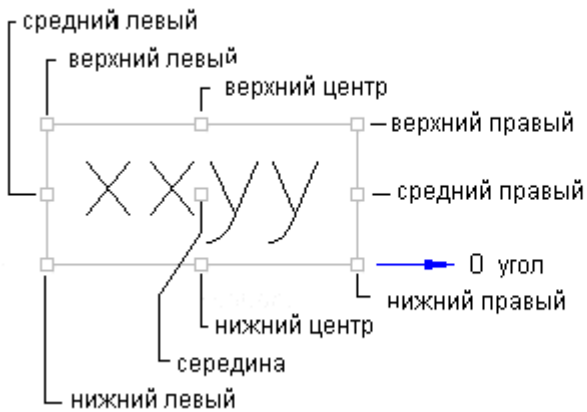 средний левый
верхний левый
верхний центр
верхний правый
x x y y
средний правый
0 угол
нижний правый
нижний центр
середина
нижний левый